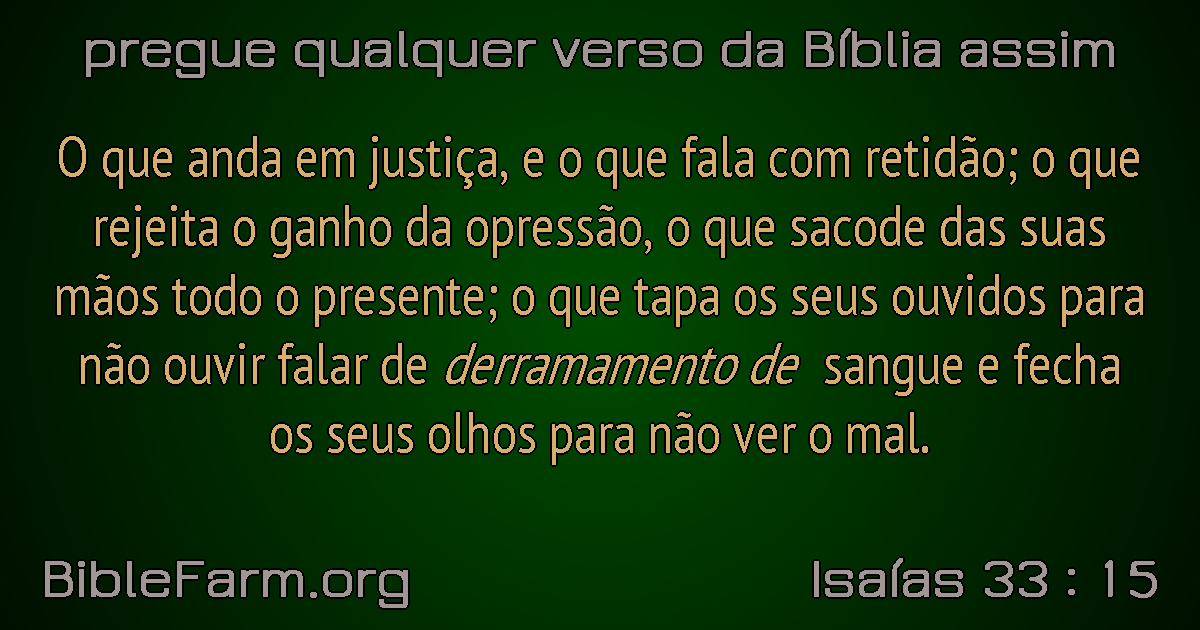 pregue qualquer verso da Bíblia assim
O que anda em justiça, e o que fala com retidão; o que
rejeita o ganho da opressão, o que sacode das suas
mãos todo o presente; o que tapa os seus ouvidos para
não ouvir falar de derramamento de sangue e fecha
os seus olhos para não ver o mal.
BibleFarm.org
Isaías 33 : 15